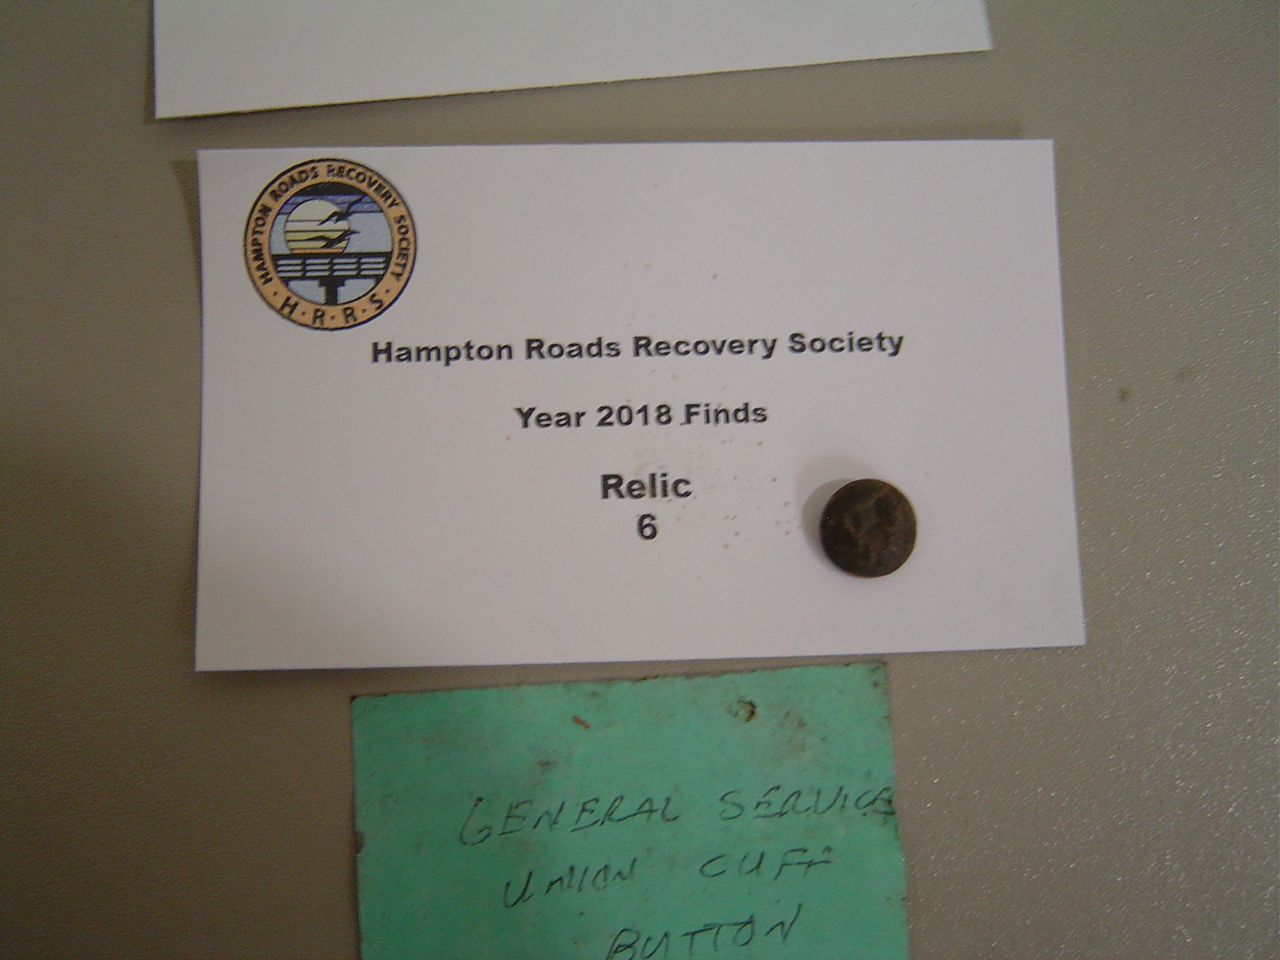 HAMPTON ROADS RECOVERY SOCIETY
· H · R · R · S ·
Hampton Roads Recovery Society
Year 2018 Finds
Relic
6
GENERAL SERVICE
UNION CUFF
BUTTON